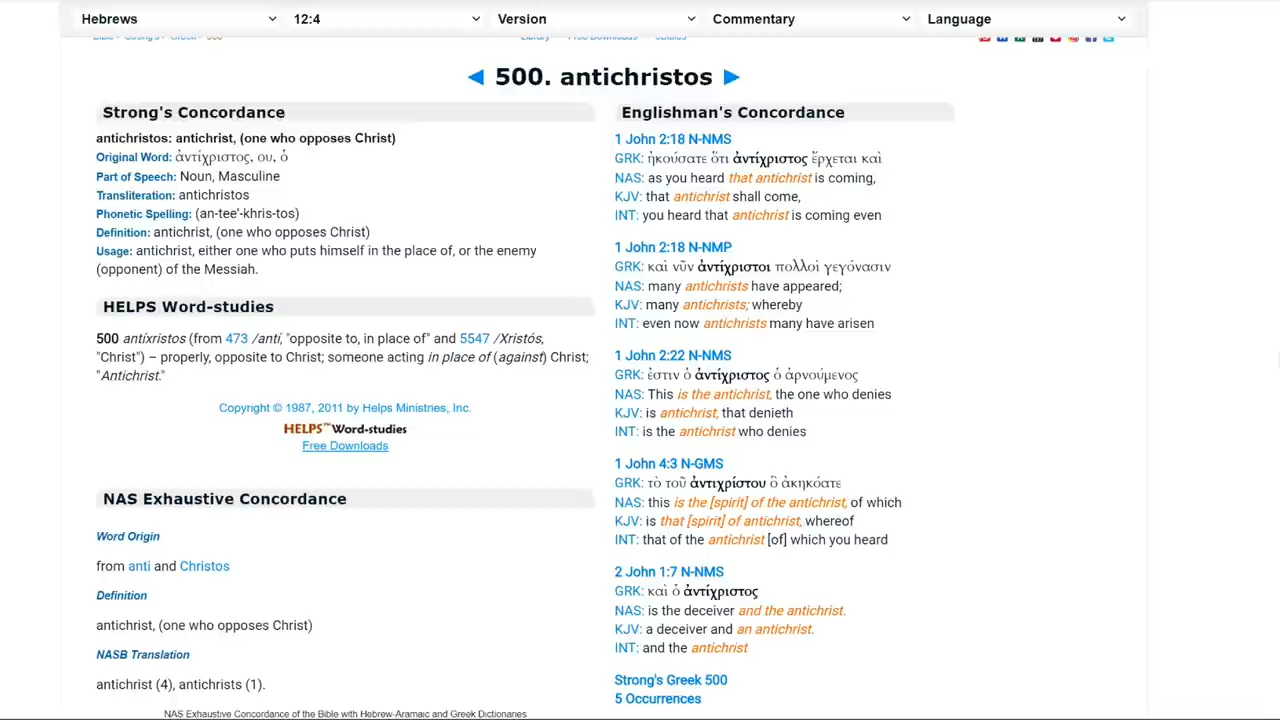 Hebrews 12:4 Version Commentary Language
Bible > Strong's > Greek > 500
Library Free Downloads eBibles
◄ 500. antichristos ►
Strong's Concordance
antichristos: antichrist, (one who opposes Christ)
Original Word: ἀντίχριστος, ου, ὁ
Part of Speech: Noun, Masculine
Transliteration: antichristos
Phonetic Spelling: (an-tee'-khris-tos)
Definition: antichrist, (one who opposes Christ)
Usage: antichrist, either one who puts himself in the place of, or the enemy
(opponent) of the Messiah.
HELPS Word-studies
500 antíxristos (from 473 /antí, "opposite to, in place of" and 5547 /Xristós,
"Christ") – properly, opposite to Christ; someone acting in place of (against) Christ;
"Antichrist."
Copyright © 1987, 2011 by Helps Ministries, Inc.
HELPS™Word-studies
Free Downloads
NAS Exhaustive Concordance
Word Origin
from anti and Christos
Definition
antichrist, (one who opposes Christ)
NASB Translation
antichrist (4), antichrists (1).
NAS Exhaustive Concordance of the Bible with Hebrew-Aramaic and Greek Dictionaries
Englishman's Concordance
1 John 2:18 N-NMS
GRK: ἠκούσατε ὅτι ἀντίχριστος ἔρχεται καὶ
NAS: as you heard that antichrist is coming,
KJV: that antichrist shall come,
INT: you heard that antichrist is coming even
1 John 2:18 N-NMP
GRK: καὶ νῦν ἀντίχριστοι πολλοὶ γεγόνασιν
NAS: many antichrists have appeared;
KJV: many antichrists; whereby
INT: even now antichrists many have arisen
1 John 2:22 N-NMS
GRK: ἐστιν ὁ ἀντίχριστος ὁ ἀρνούμενος
NAS: This is the antichrist, the one who denies
KJV: is antichrist, that denieth
INT: is the antichrist who denies
1 John 4:3 N-GMS
GRK: τὸ τοῦ ἀντιχρίστου ὃ ἀκηκόατε
NAS: this is the [spirit] of the antichrist, of which
KJV: is that [spirit] of antichrist, whereof
INT: that of the antichrist [of] which you heard
2 John 1:7 N-NMS
GRK: καὶ ὁ ἀντίχριστος
NAS: is the deceiver and the antichrist.
KJV: a deceiver and an antichrist.
INT: and the antichrist
Strong's Greek 500
5 Occurrences